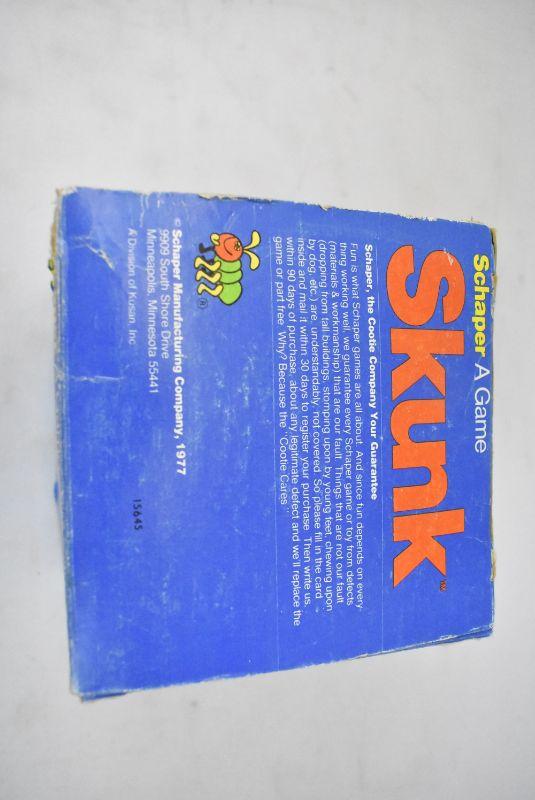 Schaper A Game
Skunk™
Schaper, the Cootie Company Your Guarantee
Fun is what Schaper games are all about. And since fun depends on every-
thing working well, we guarantee every Schaper game or toy from defects
(materials & workmanship) that are our fault. Things that are not our fault
(dropping from tall buildings, stomping upon by young feet, chewing upon
by dog, etc.) are, understandably, not covered. So please fill in the card
inside and mail it within 30 days to register your purchase. Then write us,
within 90 days of purchase, about any legitimate defect and we'll replace the
game or part free. Why? Because the "Cootie Cares"
®
© Schaper Manufacturing Company, 1977
9909 South Shore Drive
Minneapolis, Minnesota 55441
A Division of Kusan, Inc.
15645